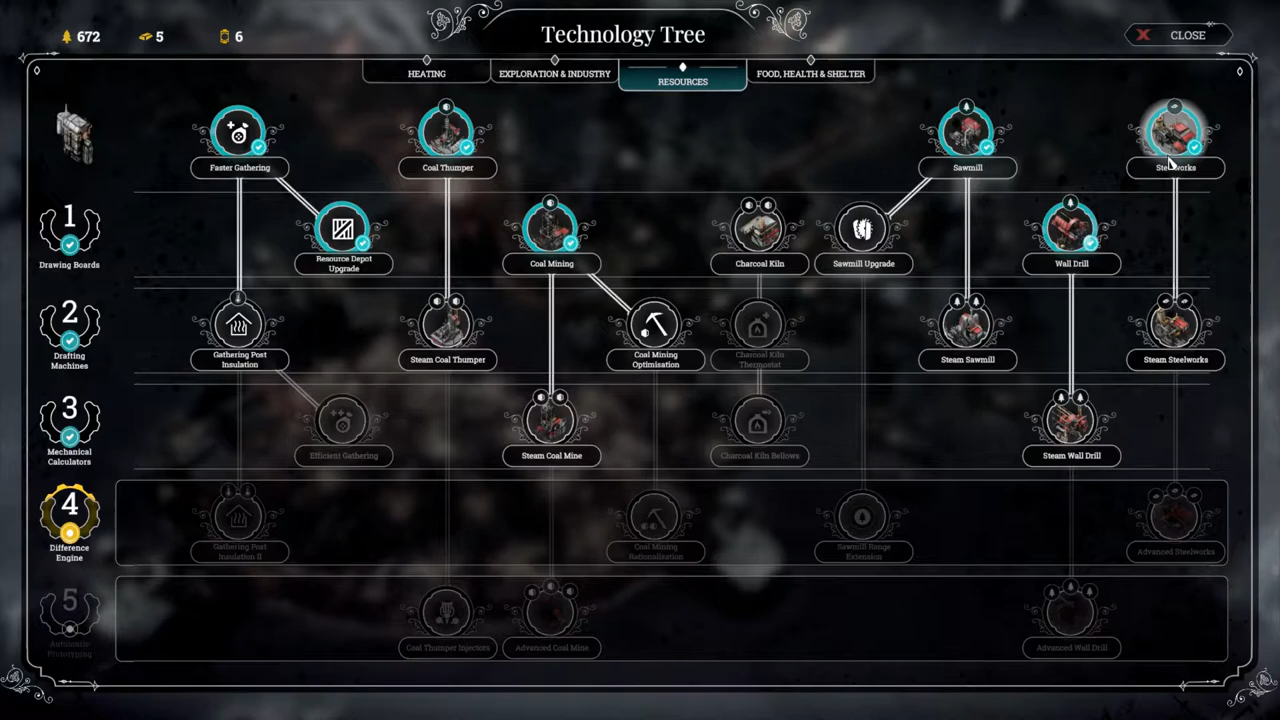 672
5
6
Technology Tree
CLOSE
HEATING
EXPLORATION & INDUSTRY
RESOURCES
FOOD, HEALTH & SHELTER
Faster Gathering
Coal Thumper
Sawmill
Steelworks
1
Drawing Boards
Resource Depot
Upgrade
Coal Mining
Charcoal Kiln
Sawmill Upgrade
Wall Drill
2
Drafting
Machines
Gathering Post
Insulation
Steam Coal Thumper
Coal Mining
Optimisation
Charcoal Kiln
Thermostat
Steam Sawmill
Steam Steelworks
3
Mechanical
Calculators
Efficient Gathering
Steam Coal Mine
Charcoal Kiln Bellows
Steam Wall Drill
4
Difference
Engine
Gathering Post
Insulation II
Coal Mining
Rationalisation
Sawmill Range
Extension
Advanced Steelworks
5
Automatic
Prototyping
Coal Thumper Injectors
Advanced Coal Mine
Advanced Wall Drill